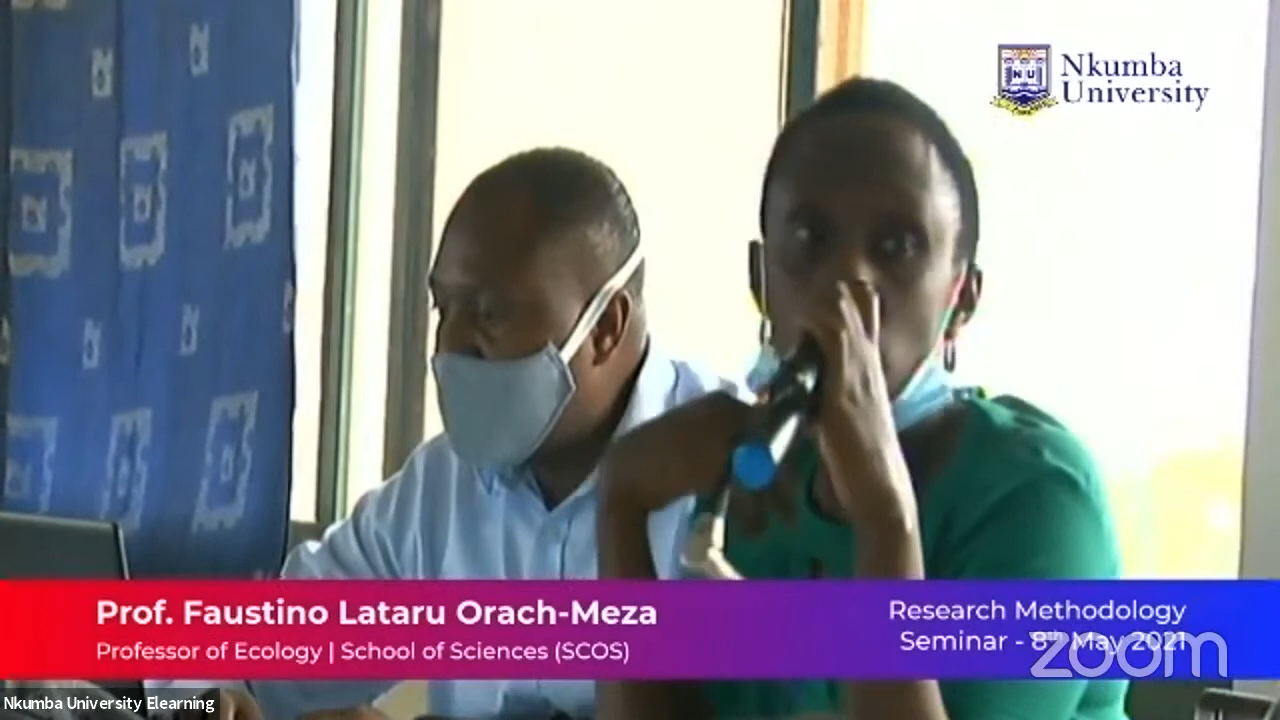 Nkumba
University
NU
Prof. Faustino Lataru Orach-Meza
Professor of Ecology | School of Sciences (SCOS)
Research Methodology
Seminar - 8th May 2021
zoom
Nkumba University Elearning